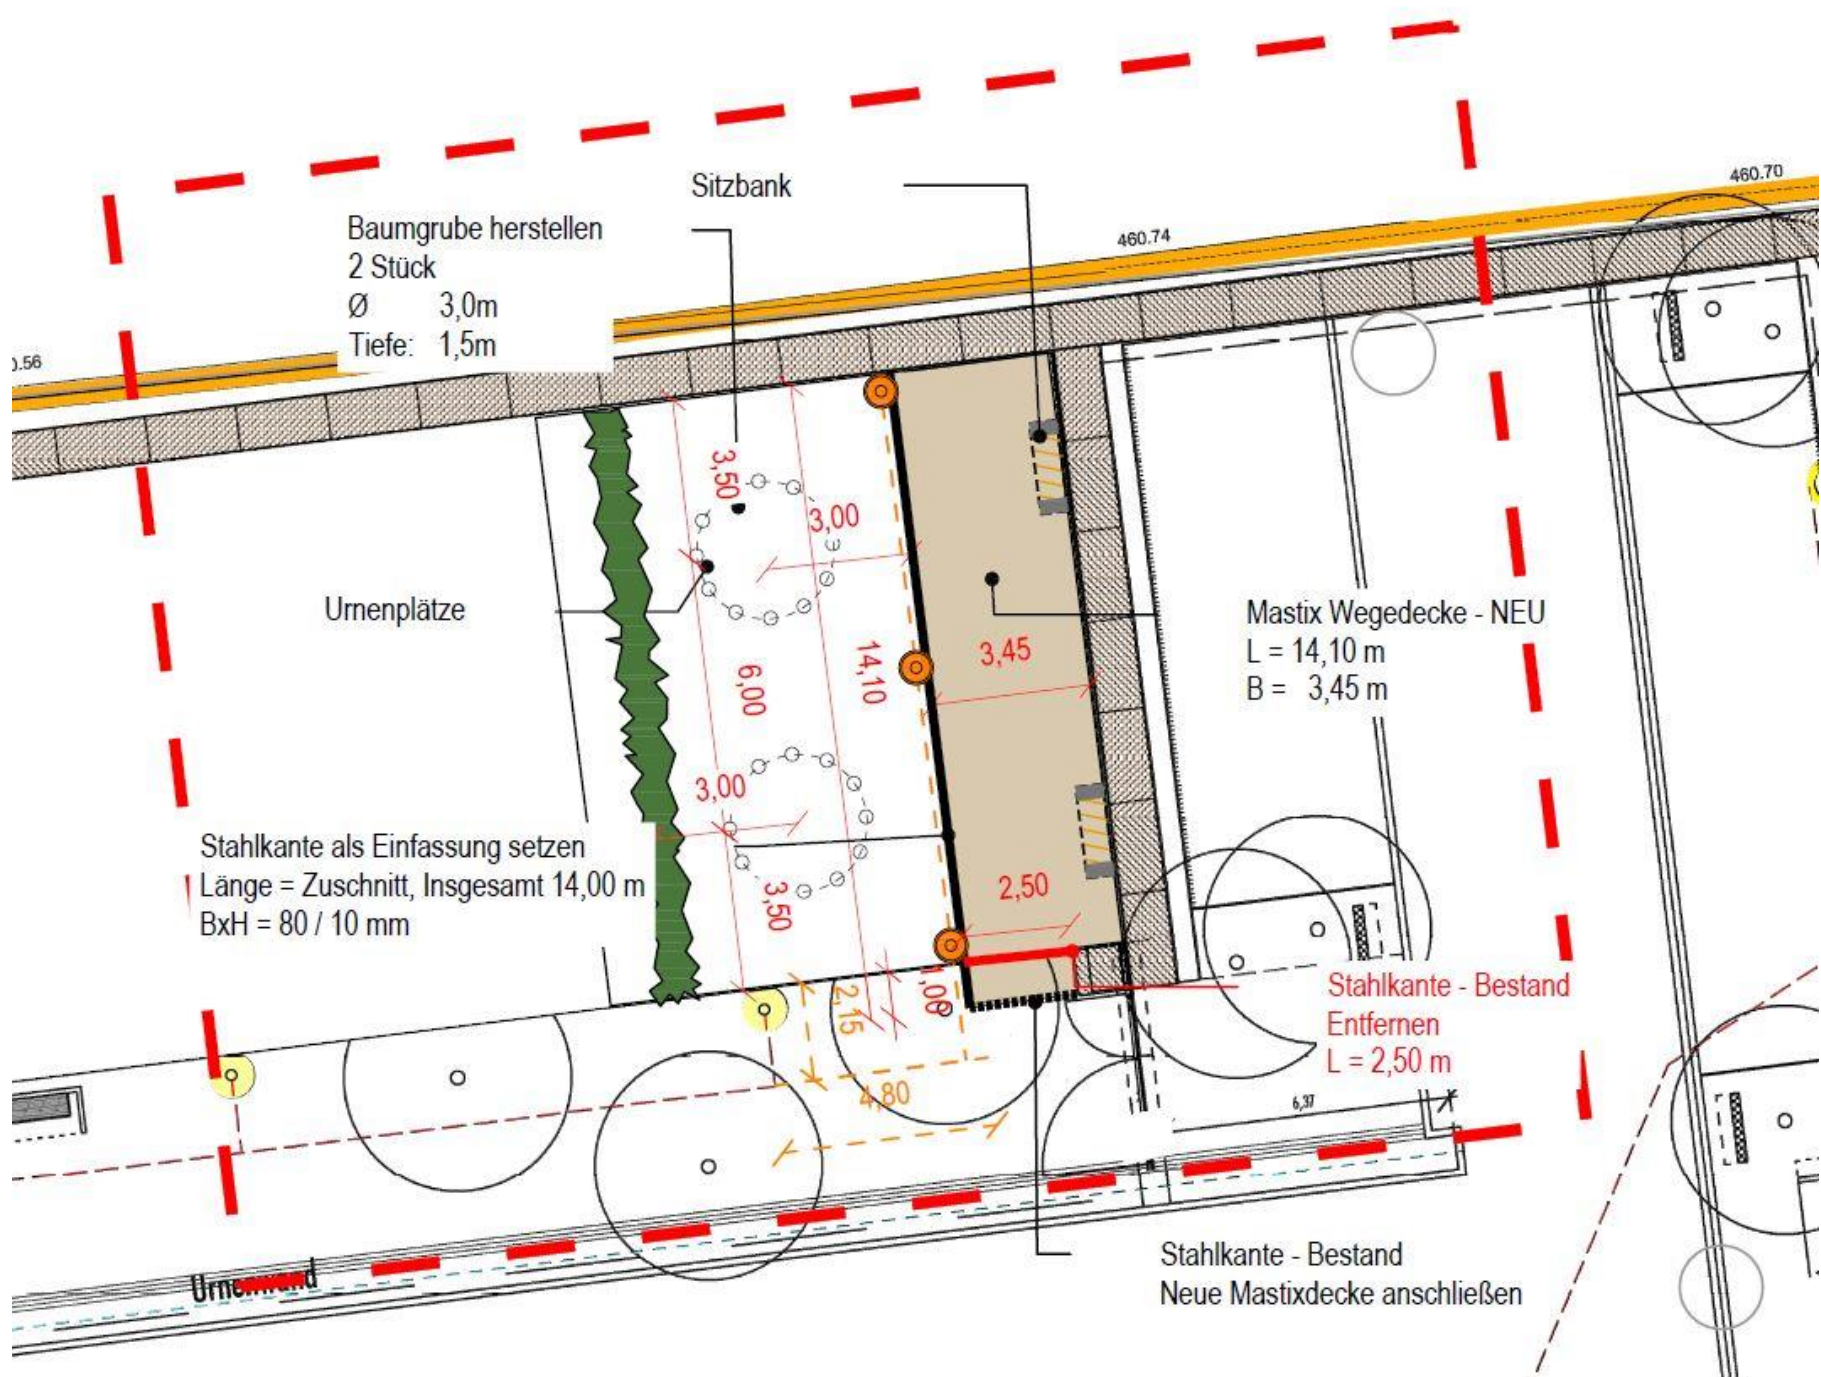 460.70
Sitzbank
460.74
Baumgrube herstellen
2 Stück
Ø 3,0m
Tiefe: 1,5m
0.56
3,50
3,00
Urnenplätze
Mastix Wegedecke - NEU
L = 14,10 m
B = 3,45 m
14,10
3,45
6,00
3,00
Stahlkante als Einfassung setzen
Länge = Zuschnitt, Insgesamt 14,00 m
BxH = 80 / 10 mm
3,50
2,50
1,00
2,15
Stahlkante - Bestand
Entfernen
L = 2,50 m
4,80
6,37
Urnenwand
Stahlkante - Bestand
Neue Mastixdecke anschließen